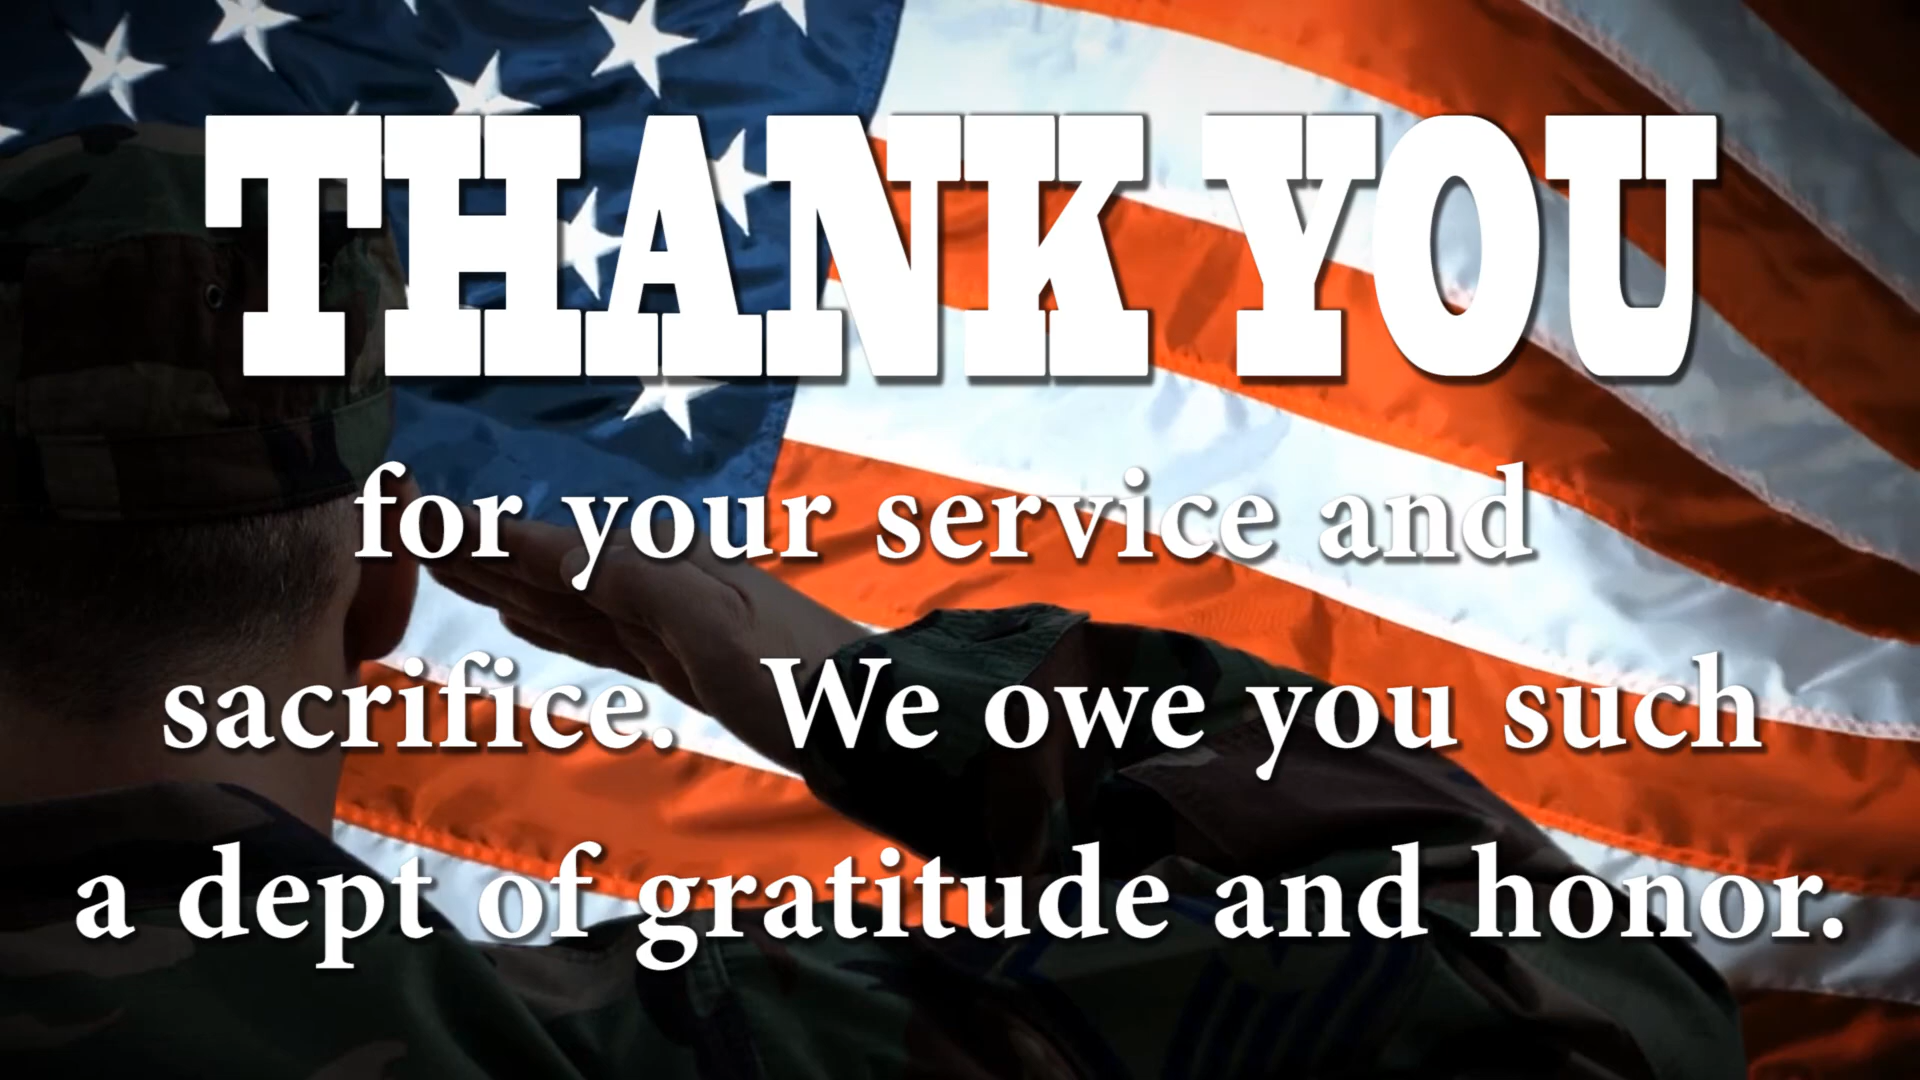 THANK YOU
for your service and
sacrifice. We owe you such
a dept of gratitude and honor.